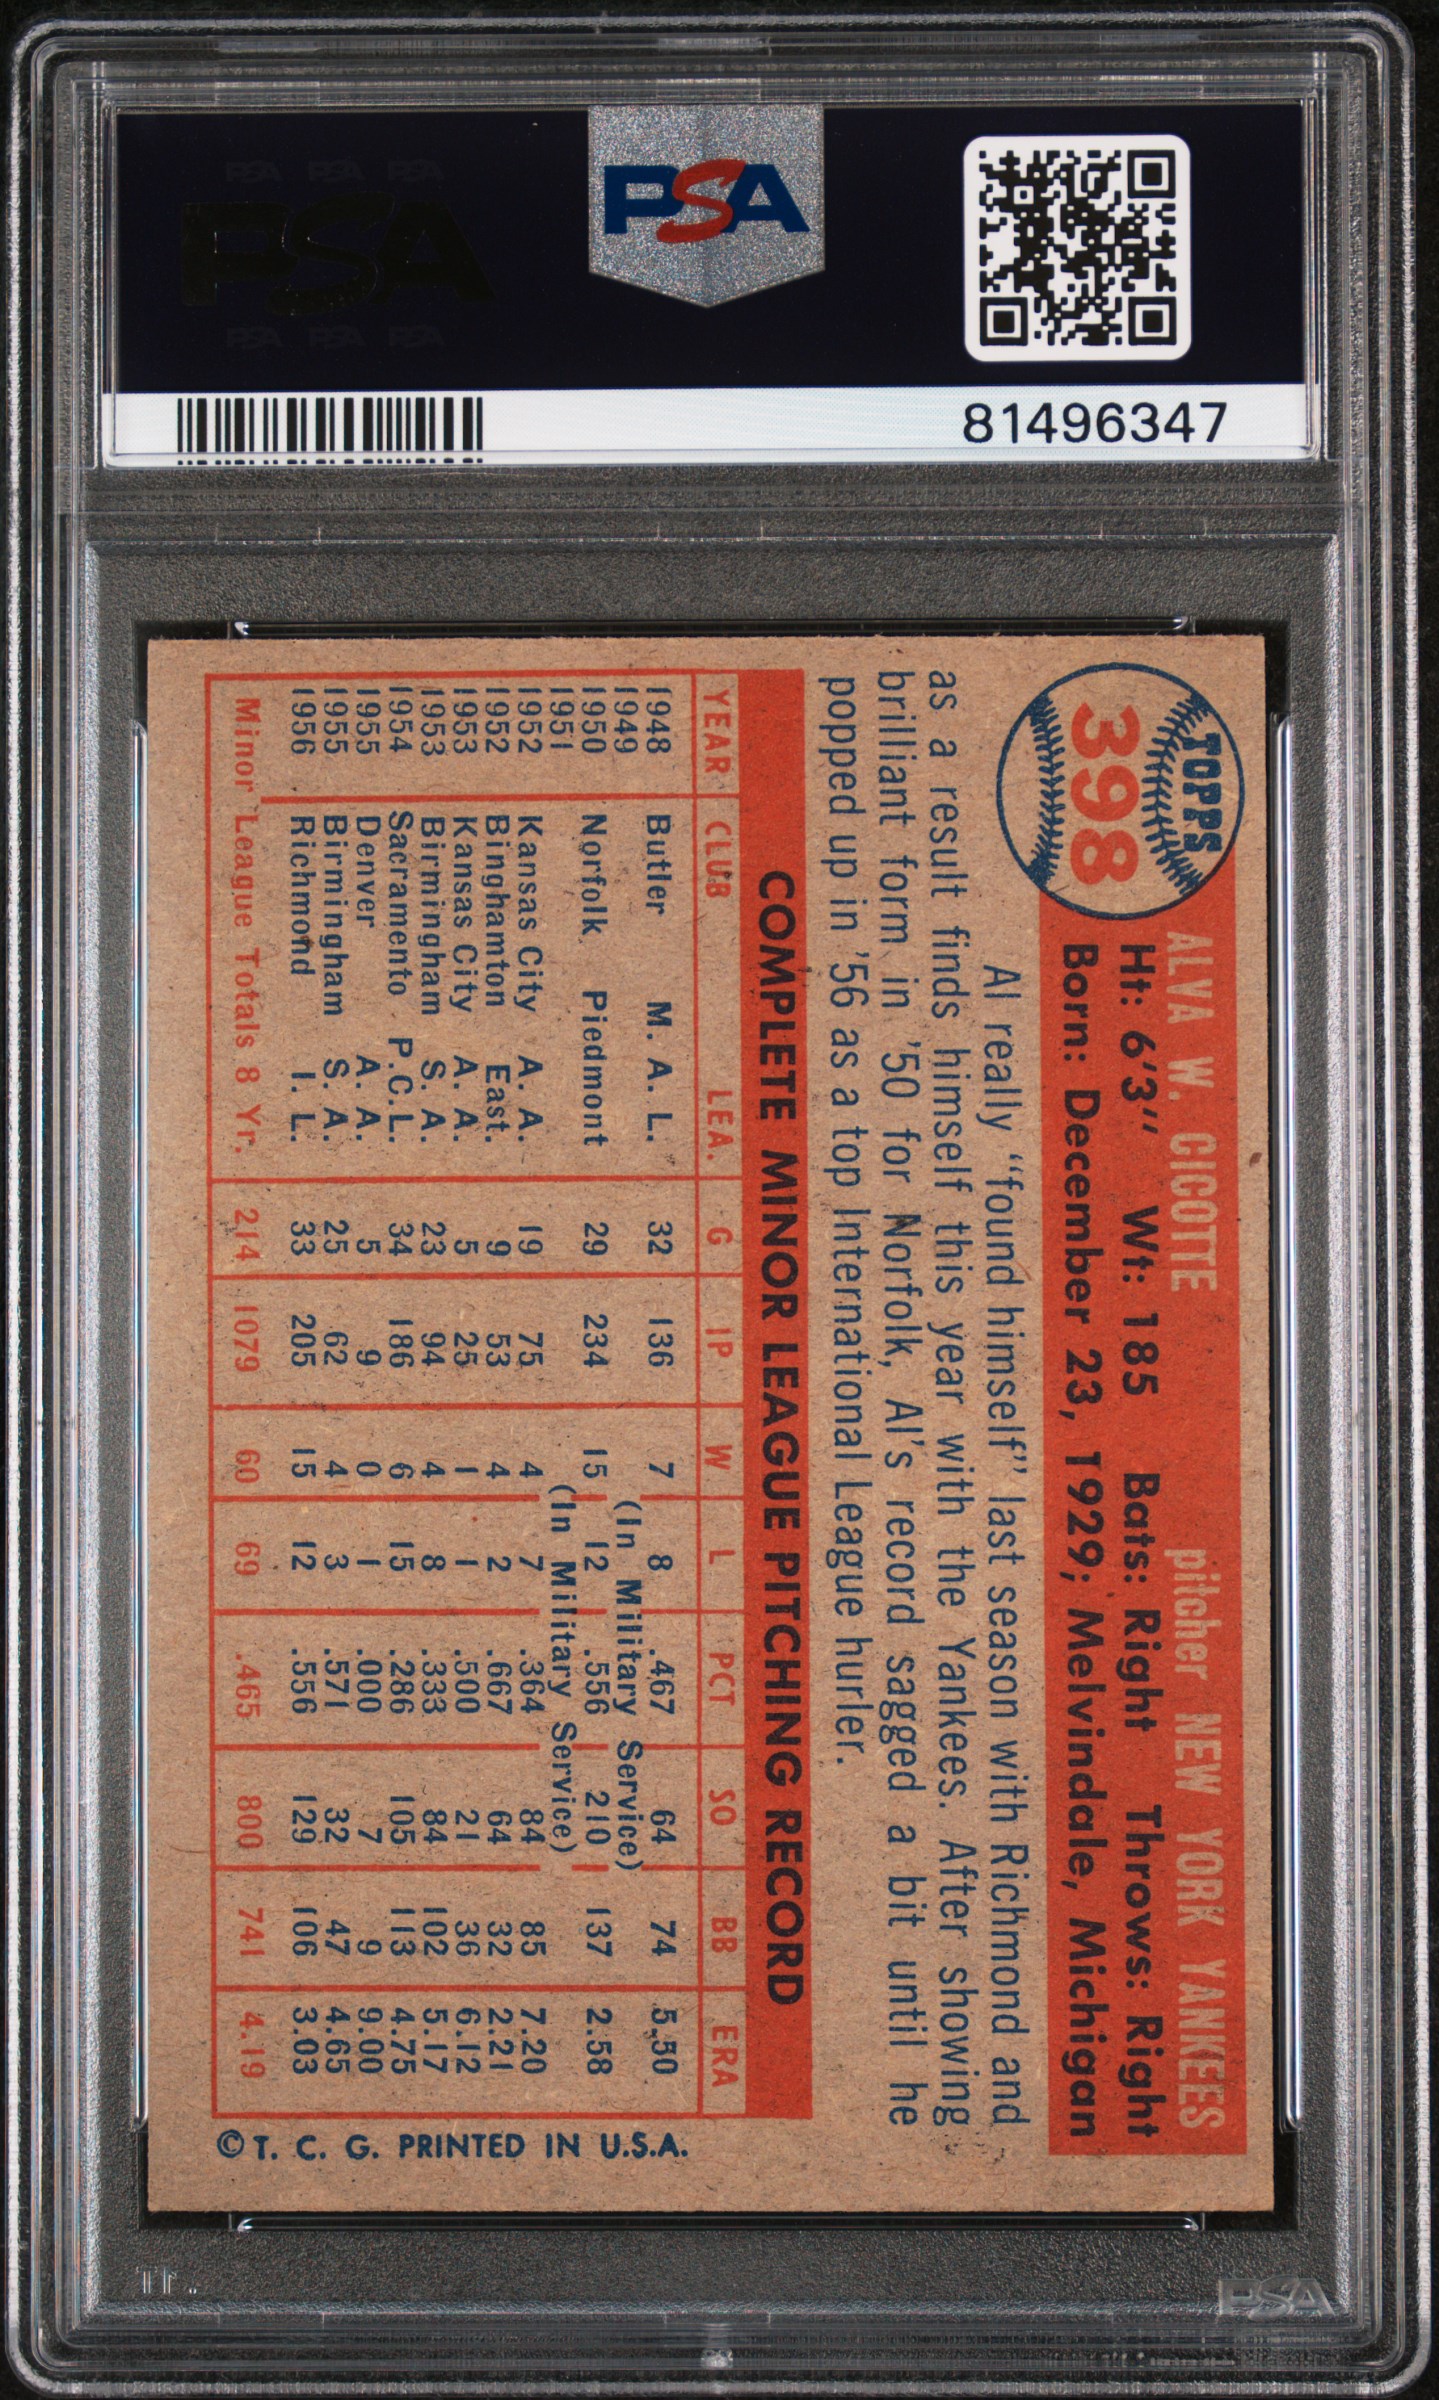 PSA PSA PSA
PSA
PSA PSA PSA
PSA
81496347
TOPPS
398
ALVA W. CICOTTE pitcher NEW YORK YANKEES
Ht: 6'3" Wt: 185 Bats: Right Throws: Right
Born: December 23, 1929; Melvindale, Michigan
Al really "found himself" last season with Richmond and
as a result finds himself this year with the Yankees. After showing
brilliant form in '50 for Norfolk, Al's record sagged a bit until he
popped up in '56 as a top International League hurler.
COMPLETE MINOR LEAGUE PITCHING RECORD
YEAR CLUB LEA. G IP W L PCT SO BB ERA
1948 Butler M. A. L. 32 136 7 8 .467 64 74 5.50
1949 (In Military Service)
1950 Norfolk Piedmont 29 234 15 12 .556 210 137 2.58
1951 (In Military Service)
1952 Kansas City A. A. 19 75 4 7 .364 84 85 7.20
1952 Binghamton East. 9 53 4 2 .667 64 32 2.21
1953 Kansas City A. A. 5 25 1 1 .500 21 36 6.12
1953 Birmingham S. A. 23 94 4 8 .333 84 102 5.17
1954 Sacramento P.C.L. 34 186 6 15 .286 105 113 4.75
1955 Denver A. A. 5 9 0 1 .000 7 9 9.00
1955 Birmingham S. A. 25 62 4 3 .571 32 47 4.65
1956 Richmond I. L. 33 205 15 12 .556 129 106 3.03
Minor League Totals 8 Yr. 214 1079 60 69 .465 800 741 4.19
© T. C. G. PRINTED IN U.S.A.
PSA